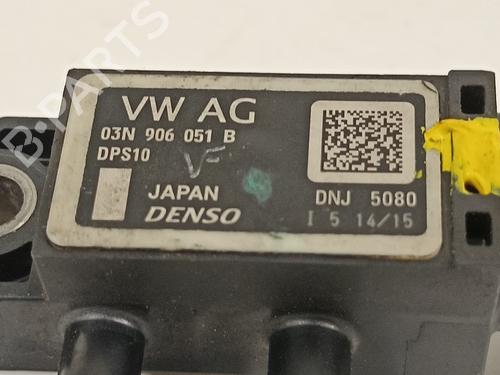 VW AG
03N 906 051 B
DPS10
JAPAN
DENSO
DNJ 5080
I 5 14/15
B-PARTS